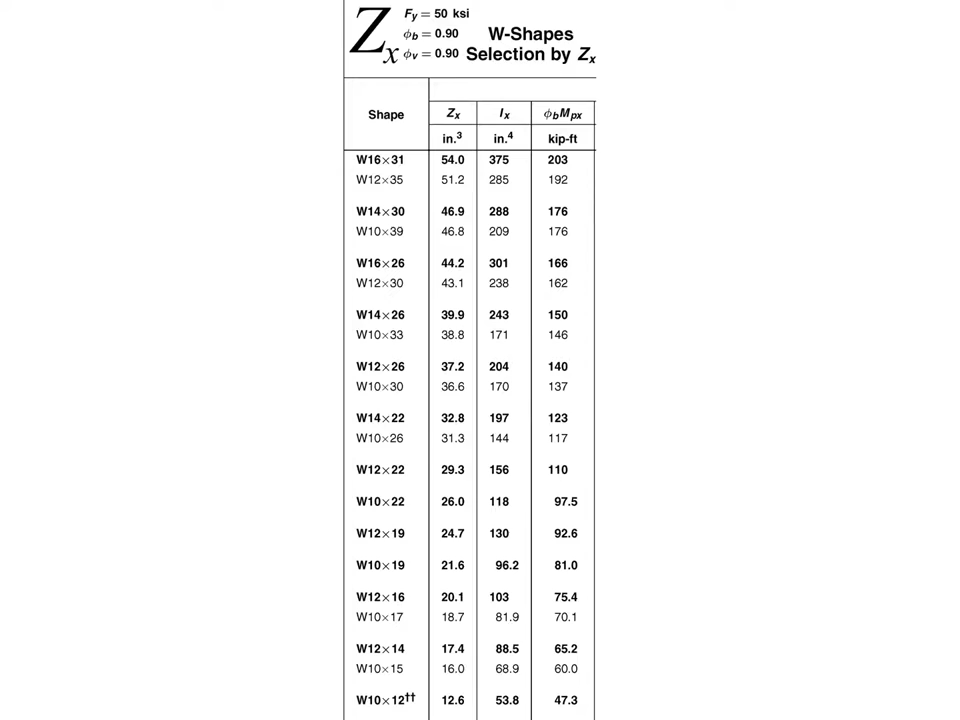 Zx Fy = 50 ksi
ϕb = 0.90 W-Shapes
ϕv = 0.90 Selection by Zx
Shape Zx Ix ϕbMpx
in.3 in.4 kip-ft
W16×31 54.0 375 203
W12×35 51.2 285 192
W14×30 46.9 288 176
W10×39 46.8 209 176
W16×26 44.2 301 166
W12×30 43.1 238 162
W14×26 39.9 243 150
W10×33 38.8 171 146
W12×26 37.2 204 140
W10×30 36.6 170 137
W14×22 32.8 197 123
W10×26 31.3 144 117
W12×22 29.3 156 110
W10×22 26.0 118 97.5
W12×19 24.7 130 92.6
W10×19 21.6 96.2 81.0
W12×16 20.1 103 75.4
W10×17 18.7 81.9 70.1
W12×14 17.4 88.5 65.2
W10×15 16.0 68.9 60.0
W10×12†† 12.6 53.8 47.3